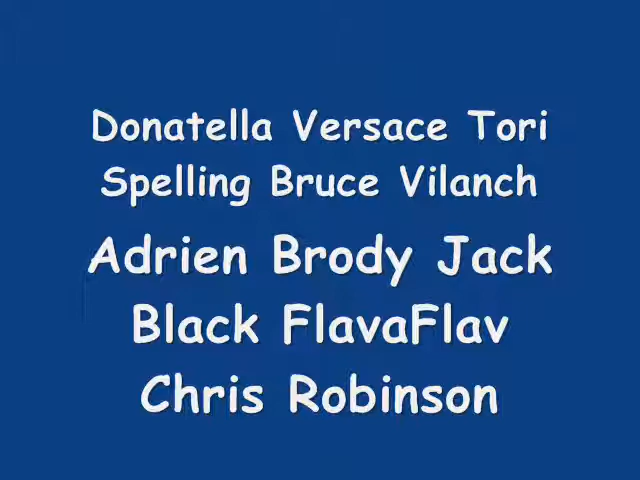 Donatella Versace Tori
Spelling Bruce Vilanch
Adrien Brody Jack
Black FlavaFlav
Chris Robinson